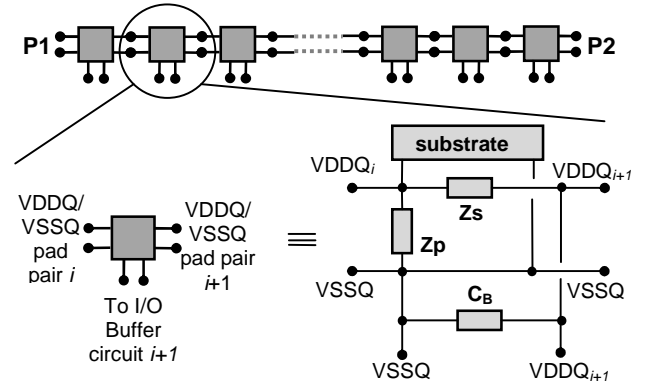 P1
P2
substrate
VDDQi
VDDQi+1
Zs
VDDQ/
VSSQ
pad
pair i
VDDQ/
VSSQ
pad pair
i+1
≡
Zp
To I/O
Buffer
circuit i+1
VSSQ
VSSQ
CB
VSSQ
VDDQi+1